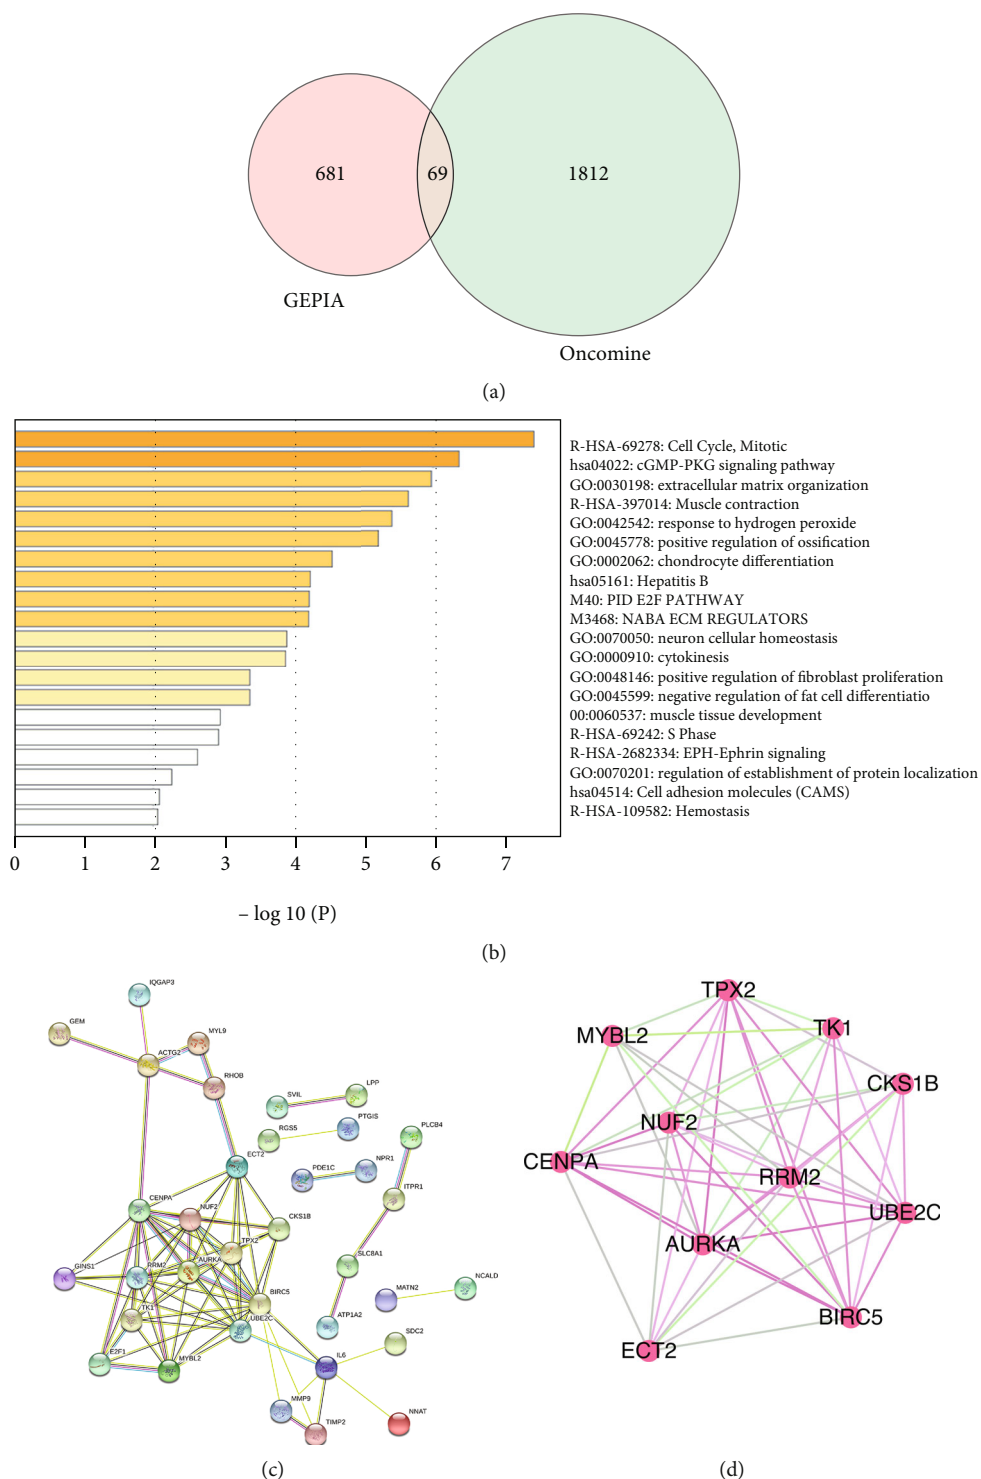 681
69
1812
GEPIA
Oncomine
(a)
R-HSA-69278: Cell Cycle, Mitotic
hsa04022: cGMP-PKG signaling pathway
GO:0030198: extracellular matrix organization
R-HSA-397014: Muscle contraction
GO:0042542: response to hydrogen peroxide
GO:0045778: positive regulation of ossification
GO:0002062: chondrocyte differentiation
hsa05161: Hepatitis B
M40: PID E2F PATHWAY
M3468: NABA ECM REGULATORS
GO:0070050: neuron cellular homeostasis
GO:0000910: cytokinesis
GO:0048146: positive regulation of fibroblast proliferation
GO:0045599: negative regulation of fat cell differentiatio
00:0060537: muscle tissue development
R-HSA-69242: S Phase
R-HSA-2682334: EPH-Ephrin signaling
GO:0070201: regulation of establishment of protein localization
hsa04514: Cell adhesion molecules (CAMS)
R-HSA-109582: Hemostasis
0 1 2 3 4 5 6 7
– log 10 (P)
(b)
IQGAP3
GEM
MYL9
ACTG2
RHOB
SVIL
LPP
RGS5
PTGIS
PLCB4
ECT2
PDE1C
NPR1
ITPR1
CENPA
NUF2
CKS1B
TPX2
GINS1
RRM2
AURKA
SLC8A1
BIRC5
MATN2
NCALD
TK1
UBE2C
ATP1A2
E2F1
MYBL2
IL6
SDC2
MMP9
TIMP2
NNAT
(c)
TPX2
MYBL2
TK1
CKS1B
NUF2
CENPA
RRM2
UBE2C
AURKA
BIRC5
ECT2
(d)